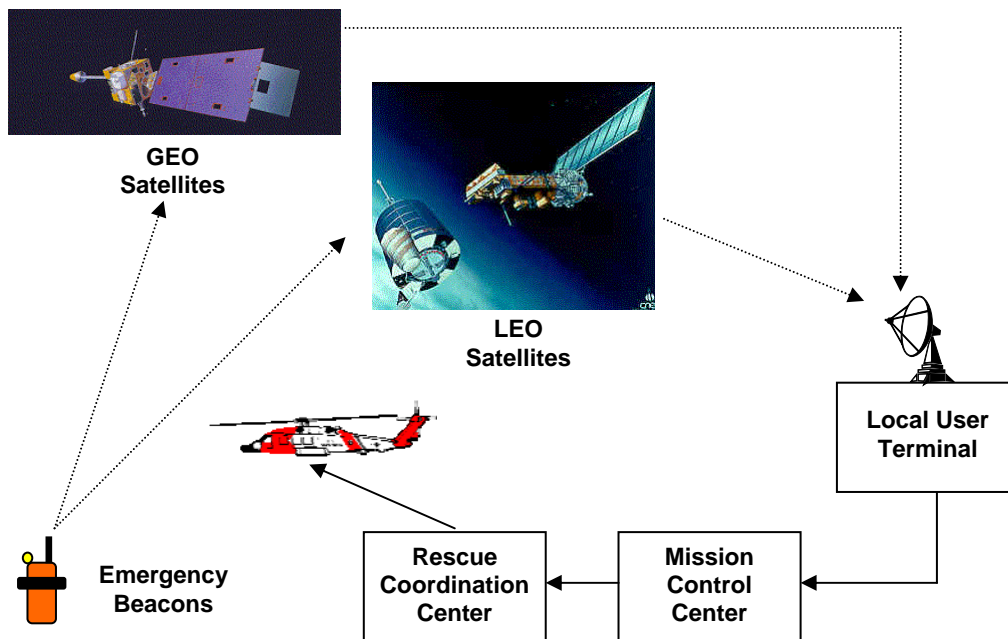 GEO
Satellites
LEO
Satellites
Local User
Terminal
Emergency
Beacons
Rescue
Coordination
Center
Mission
Control
Center